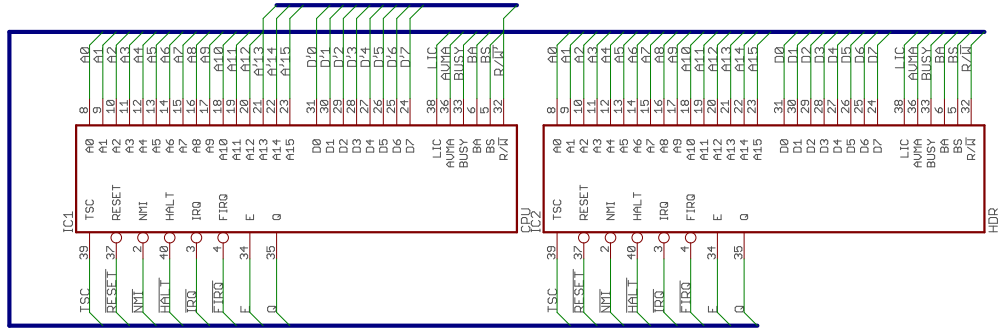 A0 A1 A2 A3 A4 A5 A6 A7 A8 A9 A10 A11 A12 A'13 A'14 A'15 D'0 D'1 D'2 D'3 D'4 D'5 D'6 D'7 LIC AVMA BUSY BA BS R/W' A0 A1 A2 A3 A4 A5 A6 A7 A8 A9 A10 A11 A12 A13 A14 A15 D0 D1 D2 D3 D4 D5 D6 D7 LIC AVMA BUSY BA BS R/W
8 9 10 11 12 13 14 15 16 17 18 19 20 21 22 23 31 30 29 28 27 26 25 24 38 36 33 6 5 32 8 9 10 11 12 13 14 15 16 17 18 19 20 21 22 23 31 30 29 28 27 26 25 24 38 36 33 6 5 32
A0 A1 A2 A3 A4 A5 A6 A7 A8 A9 A10 A11 A12 A13 A14 A15 D0 D1 D2 D3 D4 D5 D6 D7 LIC AVMA BUSY BA BS R/W A0 A1 A2 A3 A4 A5 A6 A7 A8 A9 A10 A11 A12 A13 A14 A15 D0 D1 D2 D3 D4 D5 D6 D7 LIC AVMA BUSY BA BS R/W
IC1 TSC RESET NMI HALT IRQ FIRQ E Q CPU IC2 TSC RESET NMI HALT IRQ FIRQ E Q HDR
39 37 2 40 3 4 34 35 39 37 2 40 3 4 34 35
TSC RESET NMI HALT IRQ FIRQ E Q TSC RESET NMI HALT IRQ FIRQ E Q